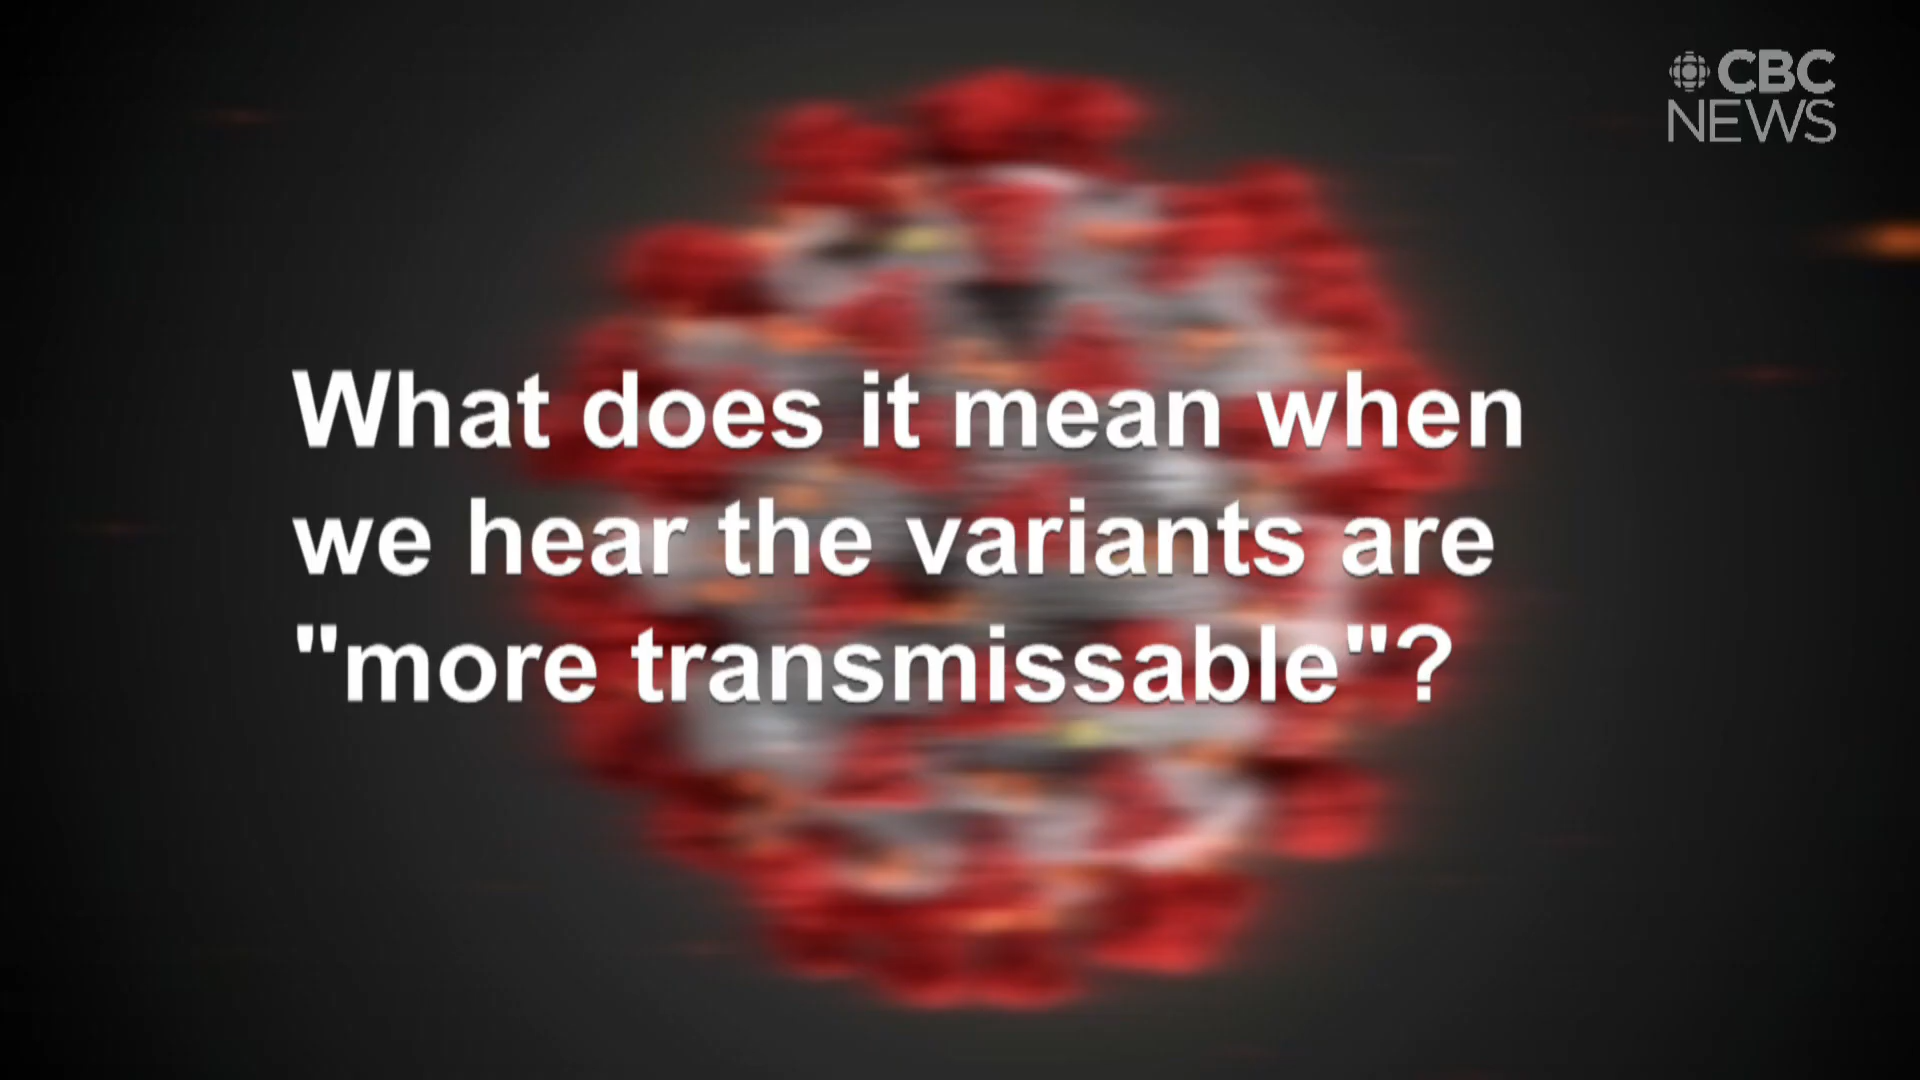 CBC
NEWS
What does it mean when
we hear the variants are
"more transmissable"?